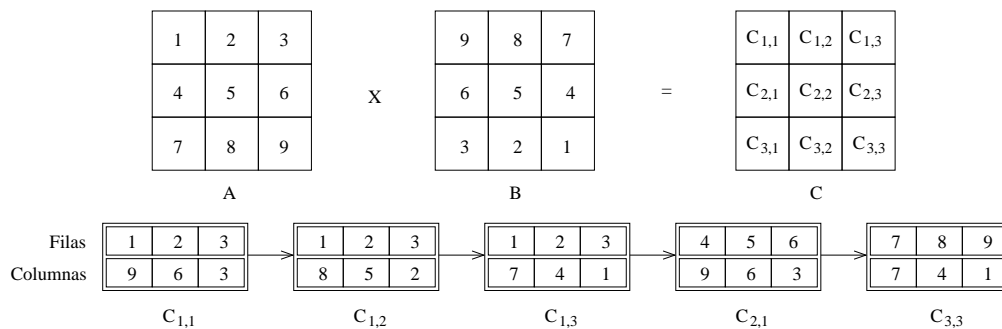 1 2 3 9 8 7 C1,1 C1,2 C1,3
4 5 6 X 6 5 4 = C2,1 C2,2 C2,3
7 8 9 3 2 1 C3,1 C3,2 C3,3
A B C
Filas 1 2 3 1 2 3 1 2 3 4 5 6 7 8 9
Columnas 9 6 3 8 5 2 7 4 1 9 6 3 7 4 1
C1,1 C1,2 C1,3 C2,1 C3,3